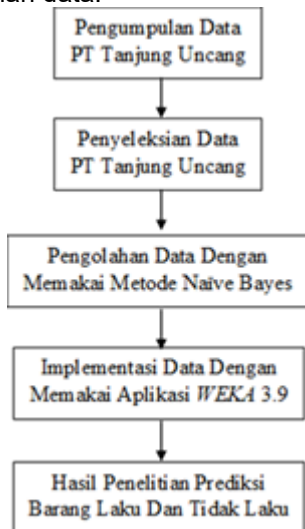 data.
Pengumpulan Data
PT Tanjung Uncang
Penyeleksian Data
PT Tanjung Uncang
Pengolahan Data Dengan
Memakai Metode Naïve Bayes
Implementasi Data Dengan
Memakai Aplikasi WEKA 3.9
Hasil Penelitian Prediksi
Barang Laku Dan Tidak Laku